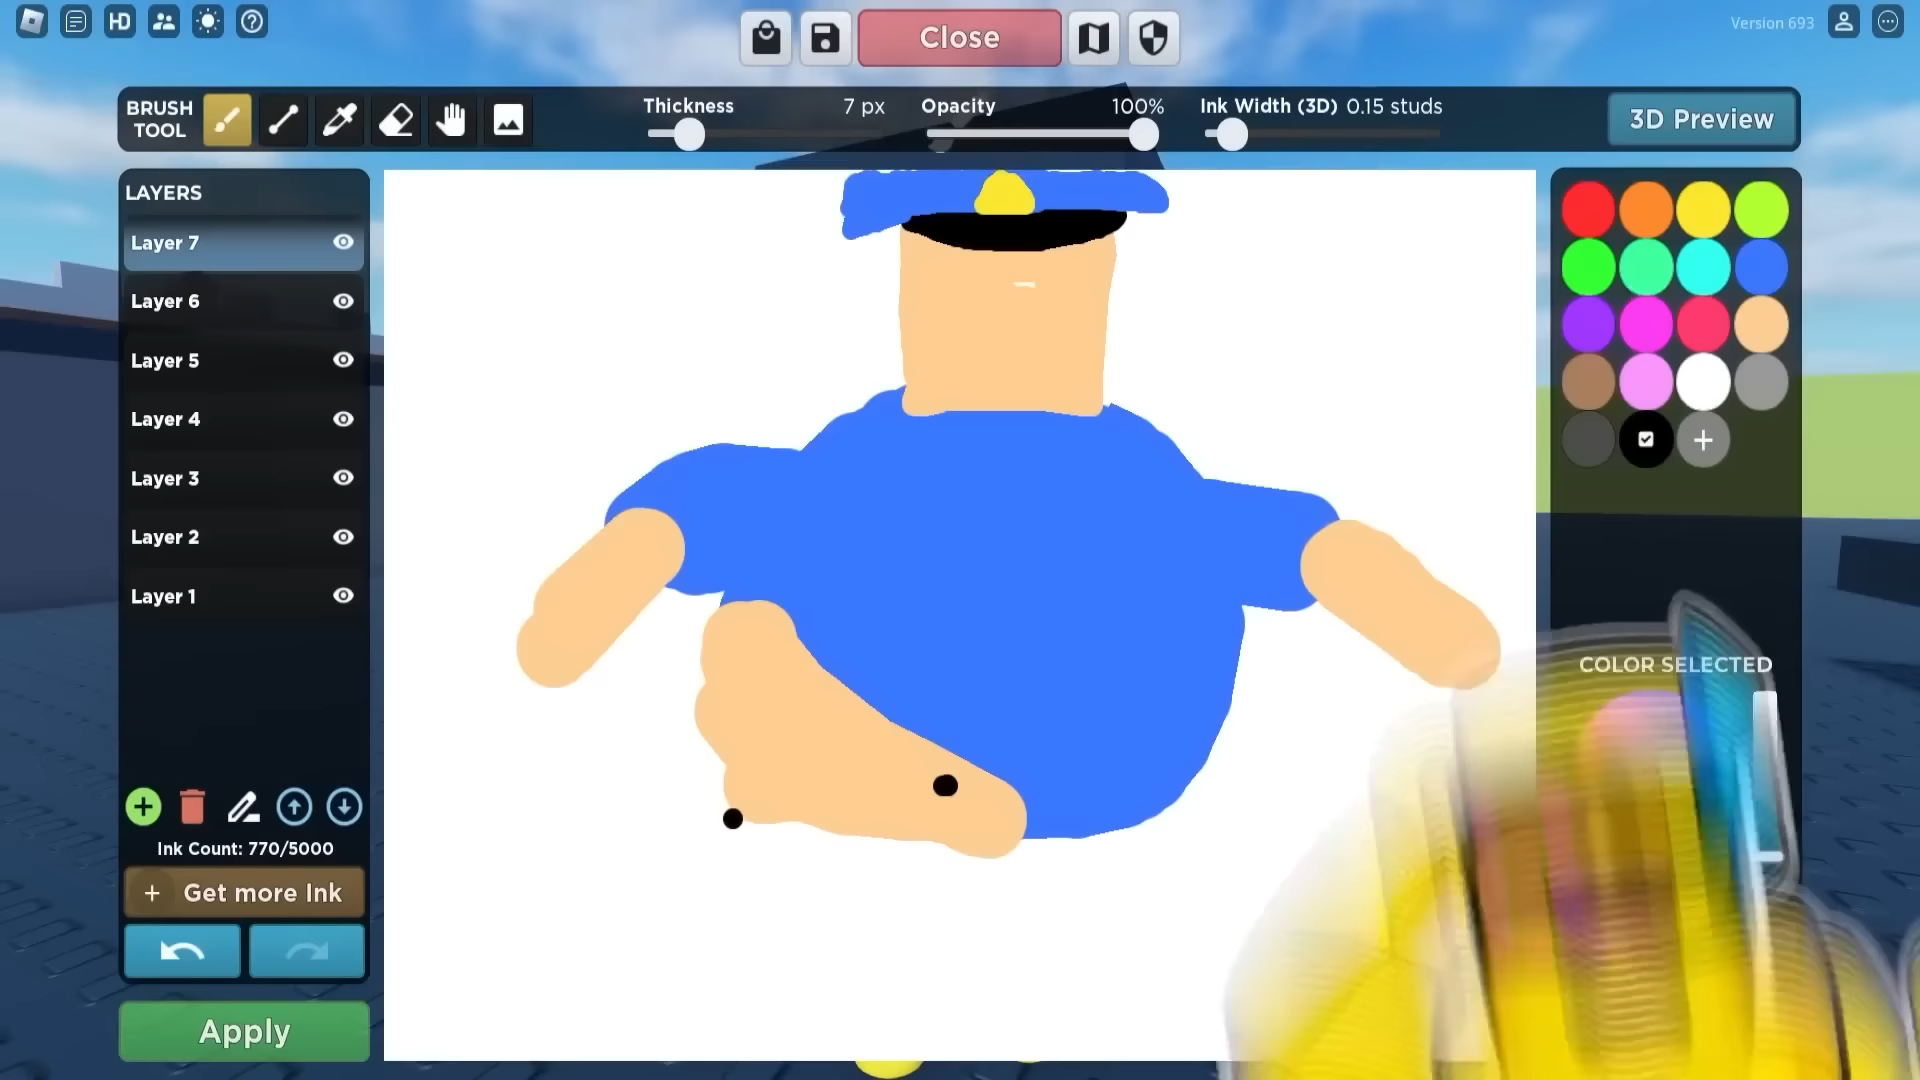 HD
Close
Version 693
BRUSH
TOOL
Thickness 7 px
Opacity 100%
Ink Width (3D) 0.15 studs
3D Preview
LAYERS
Layer 7
Layer 6
Layer 5
Layer 4
Layer 3
Layer 2
Layer 1
Ink Count: 770/5000
+ Get more Ink
Apply
COLOR SELECTED